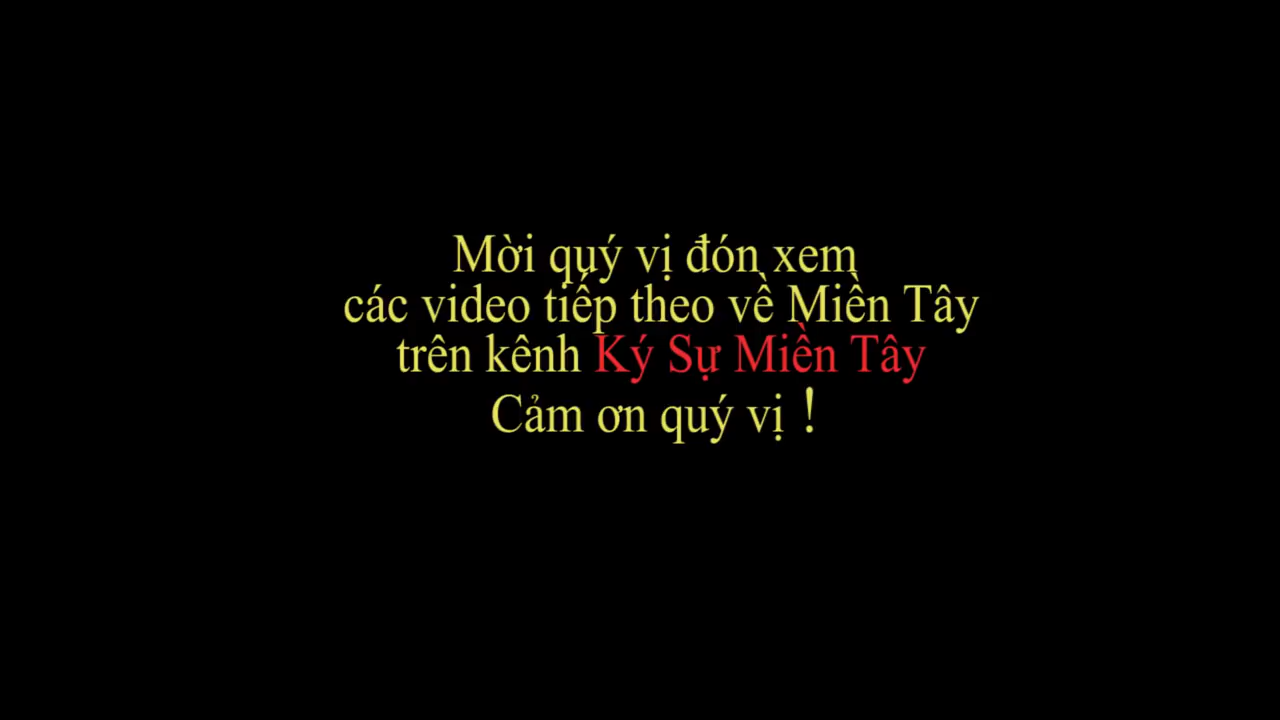 Mời quý vị đón xem
các video tiếp theo về Miền Tây
trên kênh Ký Sự Miền Tây
Cảm ơn quý vị !